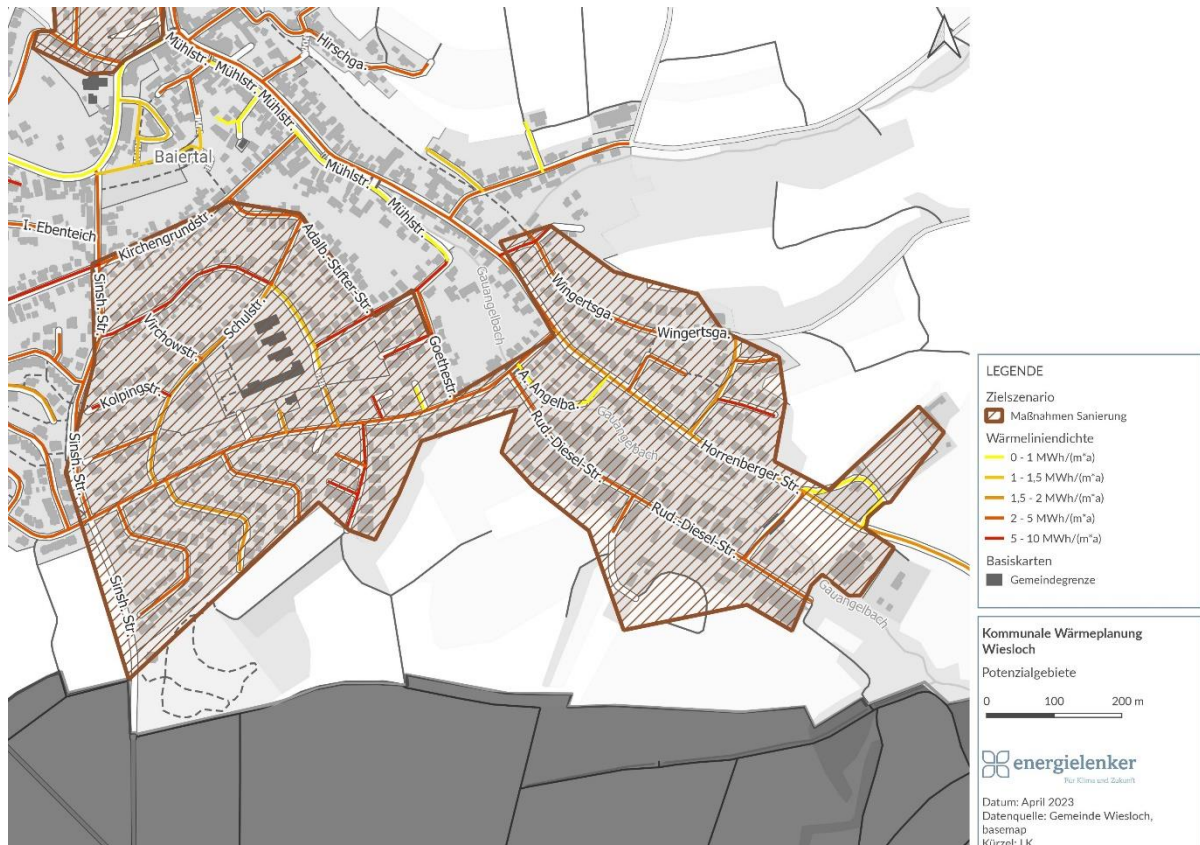 Hirschga.
Mühlstr.
Mühlstr.
Mühlstr.
Baiertal
Mühlstr.
Mühlstr.
I. Ebenteich
Kirchengrundstr.
Adalb.-Stifter-Str.
Sinsh. Str.
Gauangelbach
Wingertsga.
Wingertsga.
Schulstr.
Virchowstr.
Goethestr.
Kolpingstr.
A. Angelba.
Gauangelbach
Rud.-Diesel-Str.
Horrenberger Str.
Sinsh. Str.
Rud.-Diesel-Str.
Sinsh. Str.
Gauangelbach
LEGENDE
Zielszenario
Maßnahmen Sanierung
Wärmeliniendichte
0 - 1 MWh/(m*a)
1 - 1,5 MWh/(m*a)
1,5 - 2 MWh/(m*a)
2 - 5 MWh/(m*a)
5 - 10 MWh/(m*a)
Basiskarten
Gemeindegrenze
Kommunale Wärmeplanung
Wiesloch
Potenzialgebiete
0 100 200 m
energielenker
Für Klima und Zukunft
Datum: April 2023
Datenquelle: Gemeinde Wiesloch,
basemap
Kürzel: LK